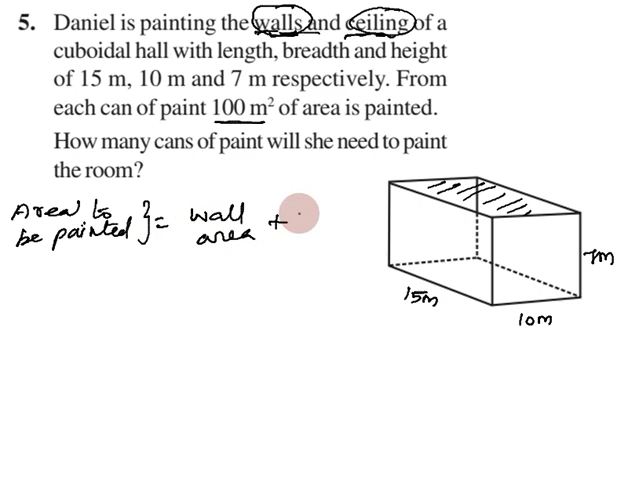 5. Daniel is painting the walls and ceiling of a
cuboidal hall with length, breadth and height
of 15 m, 10 m and 7 m respectively. From
each can of paint 100 m² of area is painted.
How many cans of paint will she need to paint
the room?
Area to
be painted } = wall
area +
7m
15m
10m